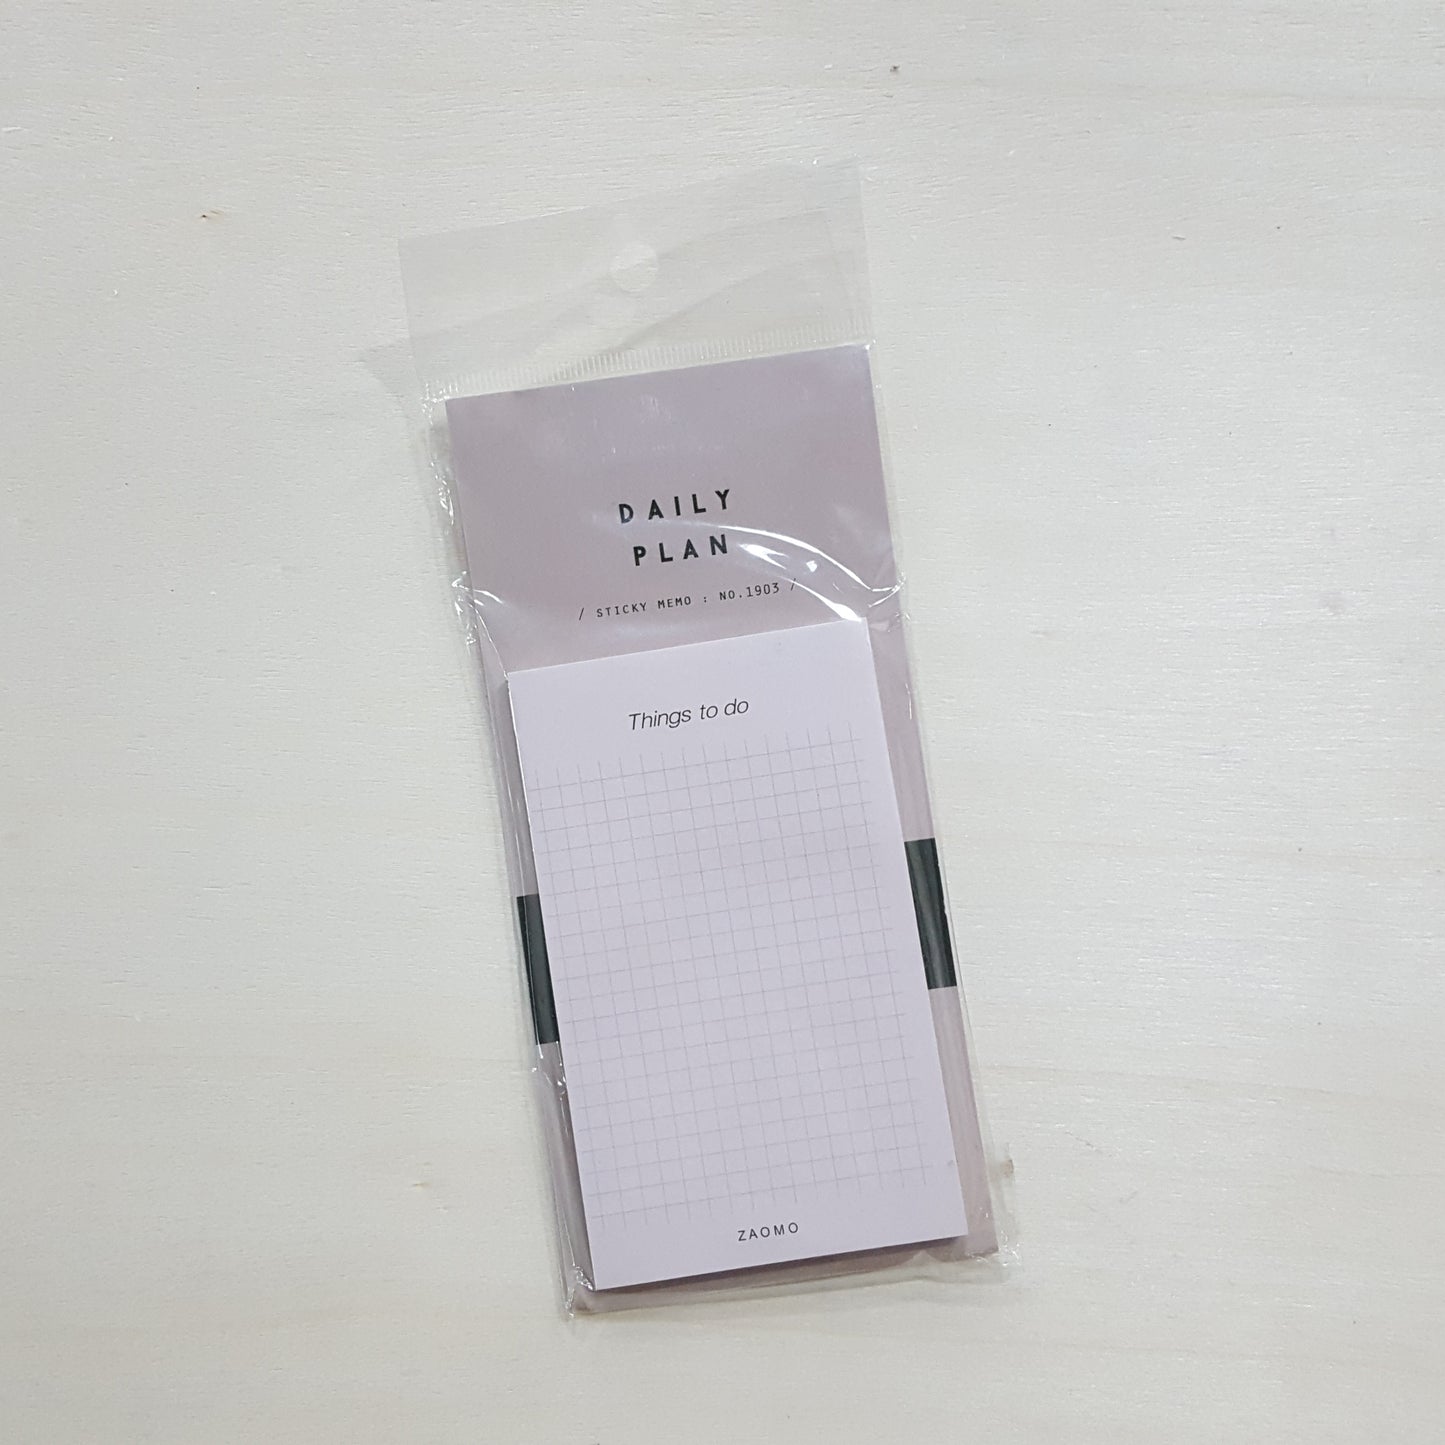 DAILY
PLAN
/ STICKY MEMO : NO.1903 /
Things to do
ZAOMO